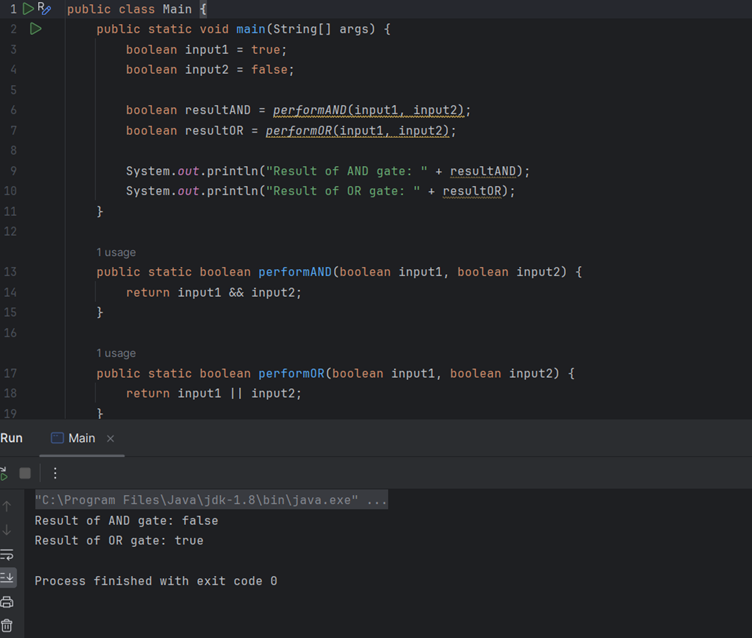 1 public class Main {
2 public static void main(String[] args) {
3 boolean input1 = true;
4 boolean input2 = false;
5
6 boolean resultAND = performAND(input1, input2);
7 boolean resultOR = performOR(input1, input2);
8
9 System.out.println("Result of AND gate: " + resultAND);
10 System.out.println("Result of OR gate: " + resultOR);
11 }
12
1 usage
13 public static boolean performAND(boolean input1, boolean input2) {
14 return input1 && input2;
15 }
16
1 usage
17 public static boolean performOR(boolean input1, boolean input2) {
18 return input1 || input2;
19 }
Run Main
"C:\Program Files\Java\jdk-1.8\bin\java.exe" ...
Result of AND gate: false
Result of OR gate: true
Process finished with exit code 0